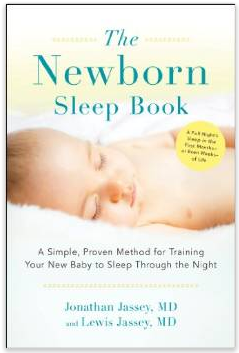 The
Newborn
Sleep Book
A Full Night's
Sleep in the
First Months—
or Even Weeks—
of Life
A Simple, Proven Method for Training
Your New Baby to Sleep Through the Night
Jonathan Jassey, MD
and Lewis Jassey, MD